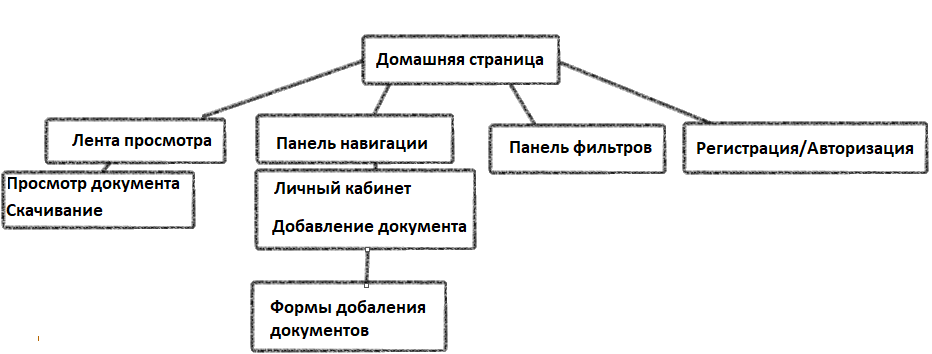 Домашняя страница
Лента просмотра
Панель навигации
Панель фильтров
Регистрация/Авторизация
Просмотр документа
Скачивание
Личный кабинет
Добавление документа
Формы добаления
документов